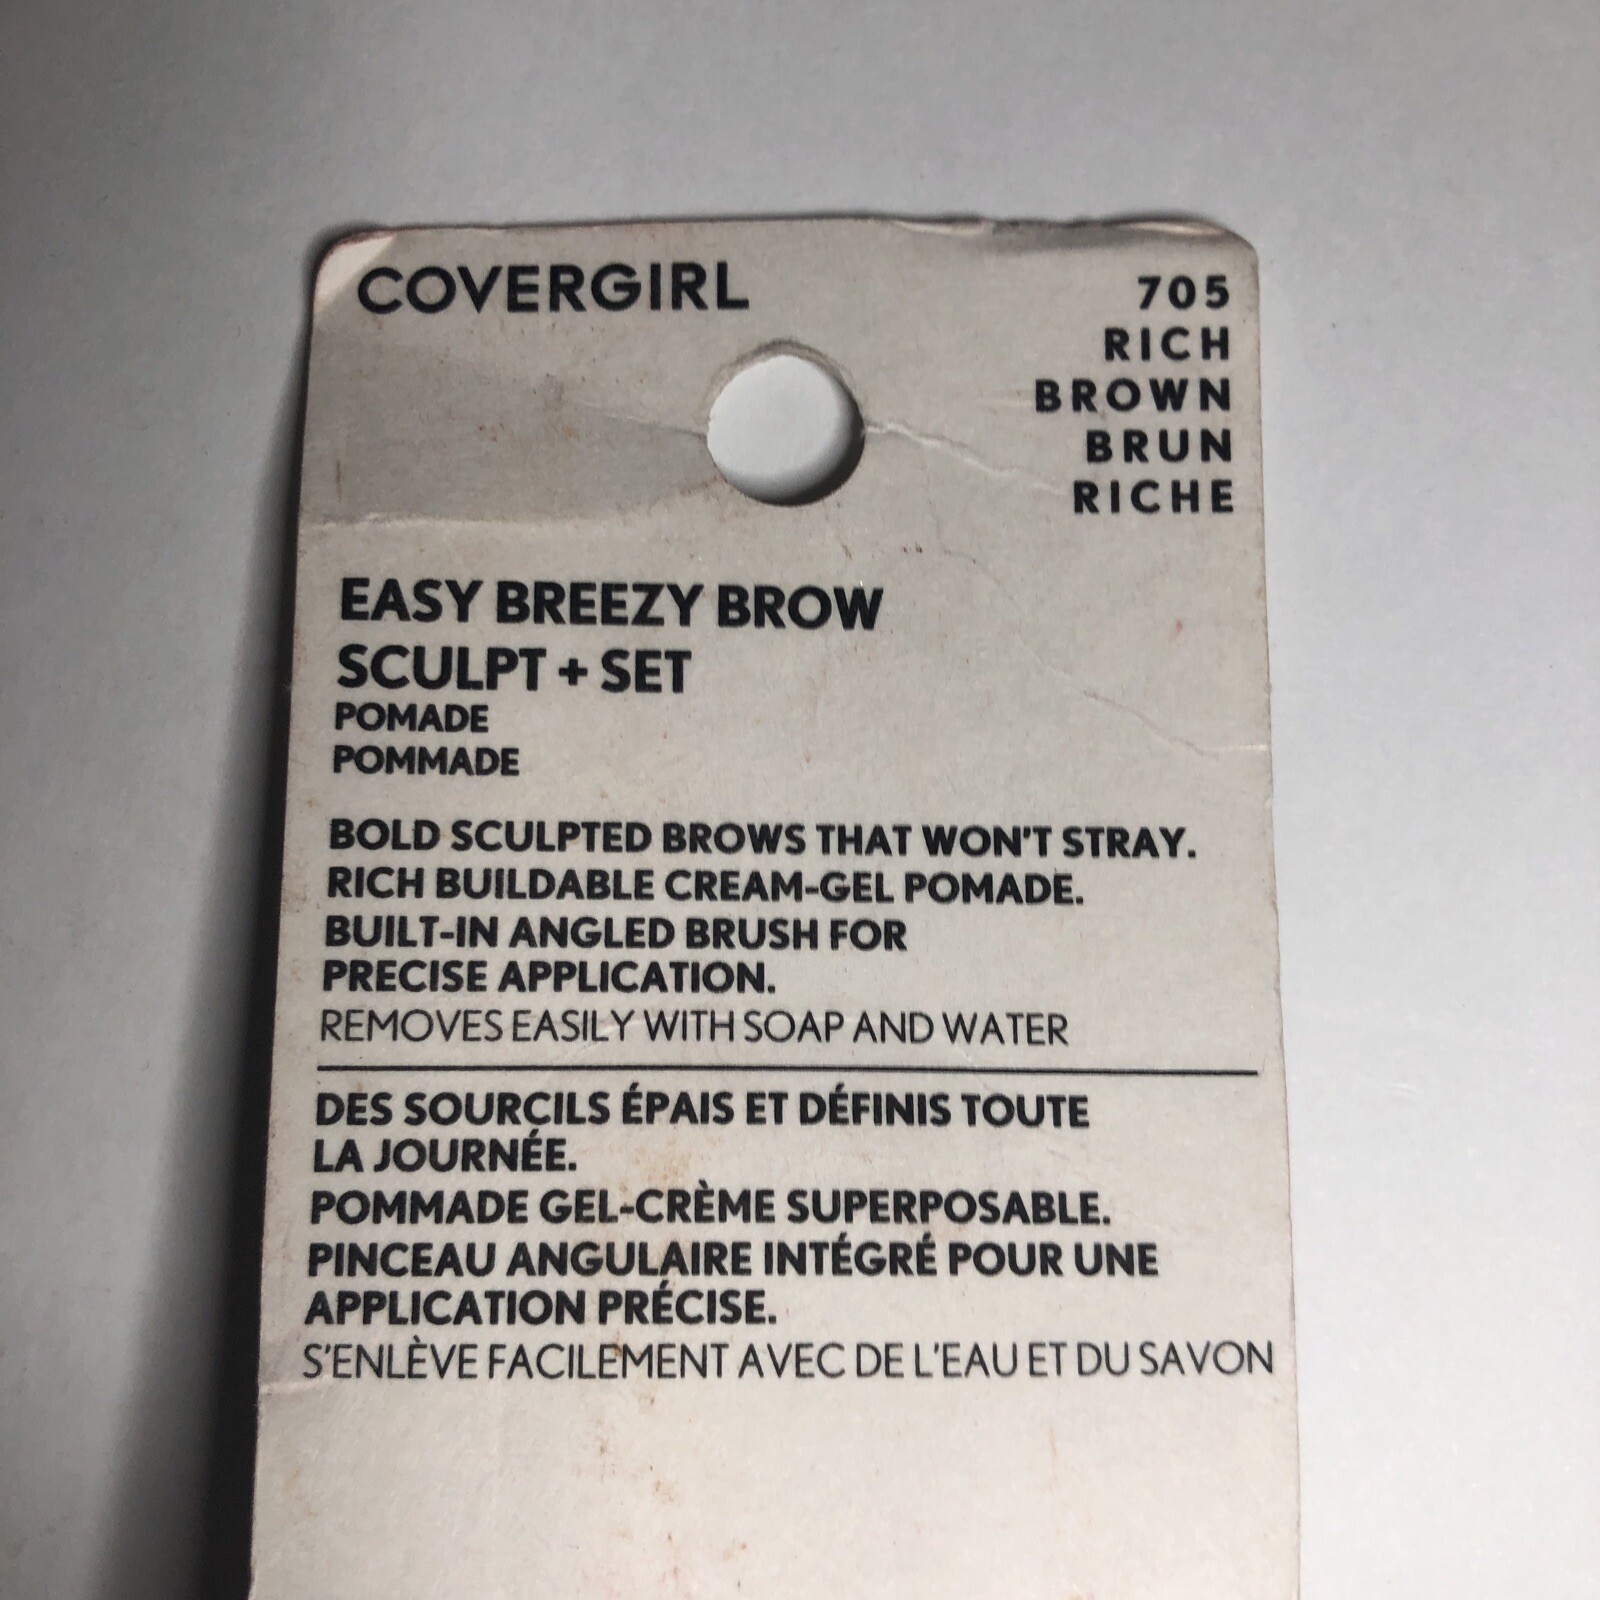 COVERGIRL
705
RICH
BROWN
BRUN
RICHE
EASY BREEZY BROW
SCULPT + SET
POMADE
POMMADE
BOLD SCULPTED BROWS THAT WON'T STRAY.
RICH BUILDABLE CREAM-GEL POMADE.
BUILT-IN ANGLED BRUSH FOR
PRECISE APPLICATION.
REMOVES EASILY WITH SOAP AND WATER
DES SOURCILS ÉPAIS ET DÉFINIS TOUTE
LA JOURNÉE.
POMMADE GEL-CRÈME SUPERPOSABLE.
PINCEAU ANGULAIRE INTÉGRÉ POUR UNE
APPLICATION PRÉCISE.
S'ENLÈVE FACILEMENT AVEC DE L'EAU ET DU SAVON